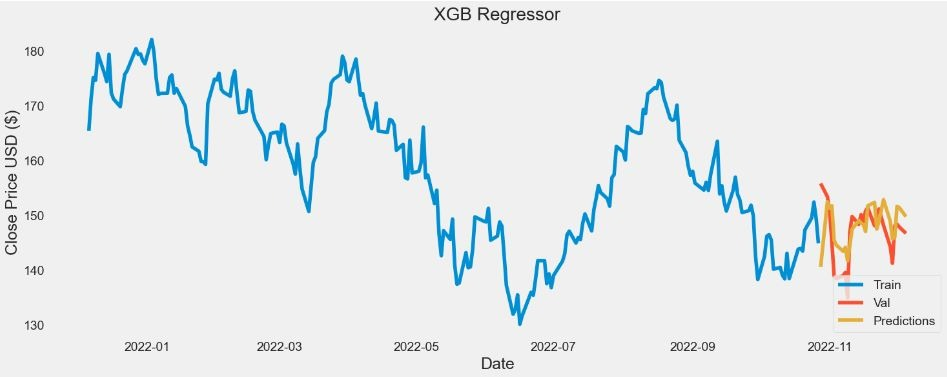 XGB Regressor
Close Price USD ($)
180
170
160
150
140
130
2022-01
2022-03
2022-05
2022-07
2022-09
2022-11
Date
Train
Val
Predictions